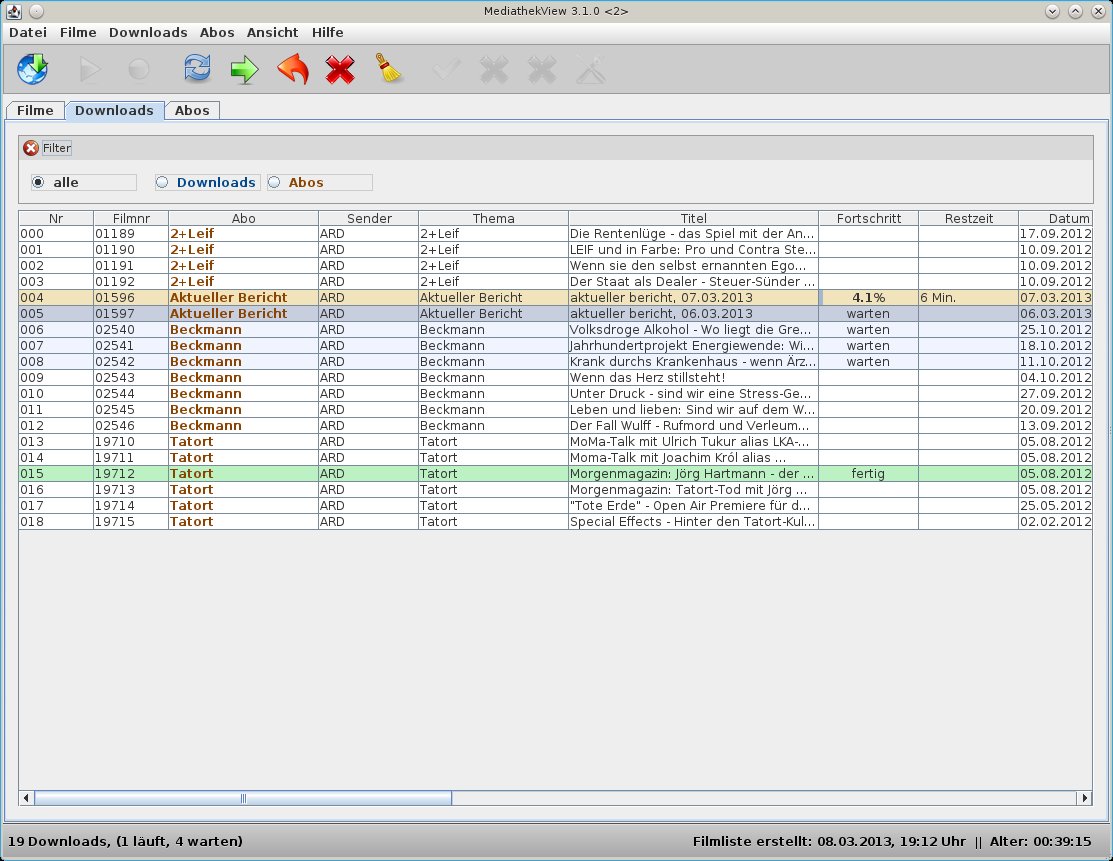 MediathekView 3.1.0 <2>
Datei Filme Downloads Abos Ansicht Hilfe
Filme Downloads Abos
Filter
alle Downloads Abos
Nr Filmnr Abo Sender Thema Titel Fortschritt Restzeit Datum
000 01189 2+Leif ARD 2+Leif Die Rentenlüge - das Spiel mit der An... 17.09.2012
001 01190 2+Leif ARD 2+Leif LEIF und in Farbe: Pro und Contra Ste... 10.09.2012
002 01191 2+Leif ARD 2+Leif Wenn sie den selbst ernannten Ego... 10.09.2012
003 01192 2+Leif ARD 2+Leif Der Staat als Dealer - Steuer-Sünder ... 10.09.2012
004 01596 Aktueller Bericht ARD Aktueller Bericht aktueller bericht, 07.03.2013 4.1% 6 Min. 07.03.2013
005 01597 Aktueller Bericht ARD Aktueller Bericht aktueller bericht, 06.03.2013 warten 06.03.2013
006 02540 Beckmann ARD Beckmann Volksdroge Alkohol - Wo liegt die Gre... warten 25.10.2012
007 02541 Beckmann ARD Beckmann Jahrhundertprojekt Energiewende: Wi... warten 18.10.2012
008 02542 Beckmann ARD Beckmann Krank durchs Krankenhaus - wenn Ärz... warten 11.10.2012
009 02543 Beckmann ARD Beckmann Wenn das Herz stillsteht! 04.10.2012
010 02544 Beckmann ARD Beckmann Unter Druck - sind wir eine Stress-Ge... 27.09.2012
011 02545 Beckmann ARD Beckmann Leben und lieben: Sind wir auf dem W... 20.09.2012
012 02546 Beckmann ARD Beckmann Der Fall Wulff - Rufmord und Verleum... 13.09.2012
013 19710 Tatort ARD Tatort MoMa-Talk mit Ulrich Tukur alias LKA-... 05.08.2012
014 19711 Tatort ARD Tatort Moma-Talk mit Joachim Król alias ... 05.08.2012
015 19712 Tatort ARD Tatort Morgenmagazin: Jörg Hartmann - der ... fertig 05.08.2012
016 19713 Tatort ARD Tatort Morgenmagazin: Tatort-Tod mit Jörg ... 05.08.2012
017 19714 Tatort ARD Tatort "Tote Erde" - Open Air Premiere für d... 25.05.2012
018 19715 Tatort ARD Tatort Special Effects - Hinter den Tatort-Kul... 02.02.2012
19 Downloads, (1 läuft, 4 warten) Filmliste erstellt: 08.03.2013, 19:12 Uhr || Alter: 00:39:15